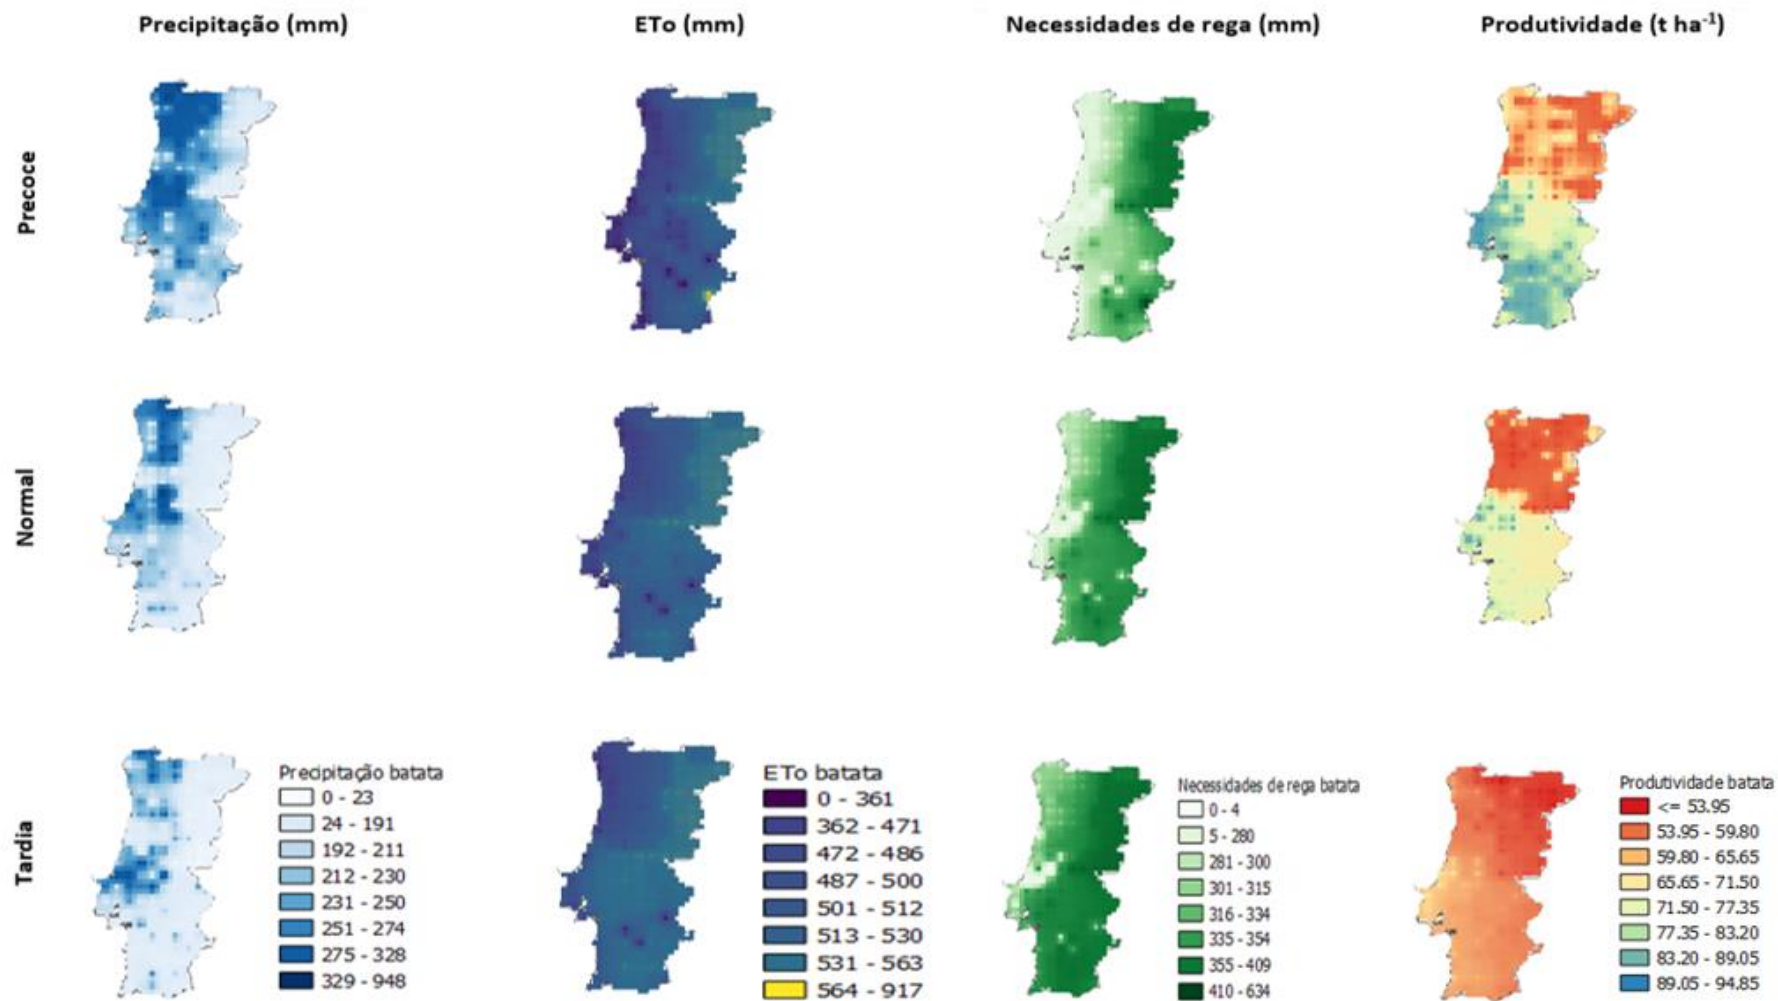 Precipitação (mm)
ETo (mm)
Necessidades de rega (mm)
Produtividade (t ha-1)
Precoce
Normal
Tardia
Precipitação batata
0 - 23
24 - 191
192 - 211
212 - 230
231 - 250
251 - 274
275 - 328
329 - 948
ETo batata
0 - 361
362 - 471
472 - 486
487 - 500
501 - 512
513 - 530
531 - 563
564 - 917
Necessidades de rega batata
0 - 4
5 - 280
281 - 300
301 - 315
316 - 334
335 - 354
355 - 409
410 - 634
Produtividade batata
<= 53.95
53.95 - 59.80
59.80 - 65.65
65.65 - 71.50
71.50 - 77.35
77.35 - 83.20
83.20 - 89.05
89.05 - 94.85